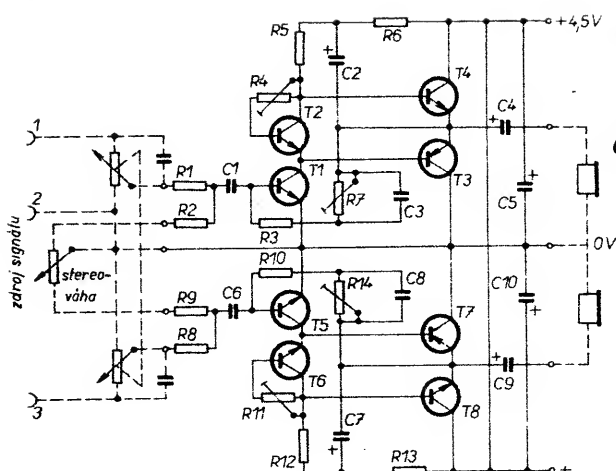 R5
R6
+4,5V
+
C2
T4
R4
T2
+
C4
1
R1
C1
T1
T3
R7
C3
C5
2
R2
R3
0V
zdroj signálu
stereo-
váha
R10
R9
C6
R14
C8
C10
T5
T7
+
R8
T6
+
C9
3
R11
T8
+
C7
R12
R13
+